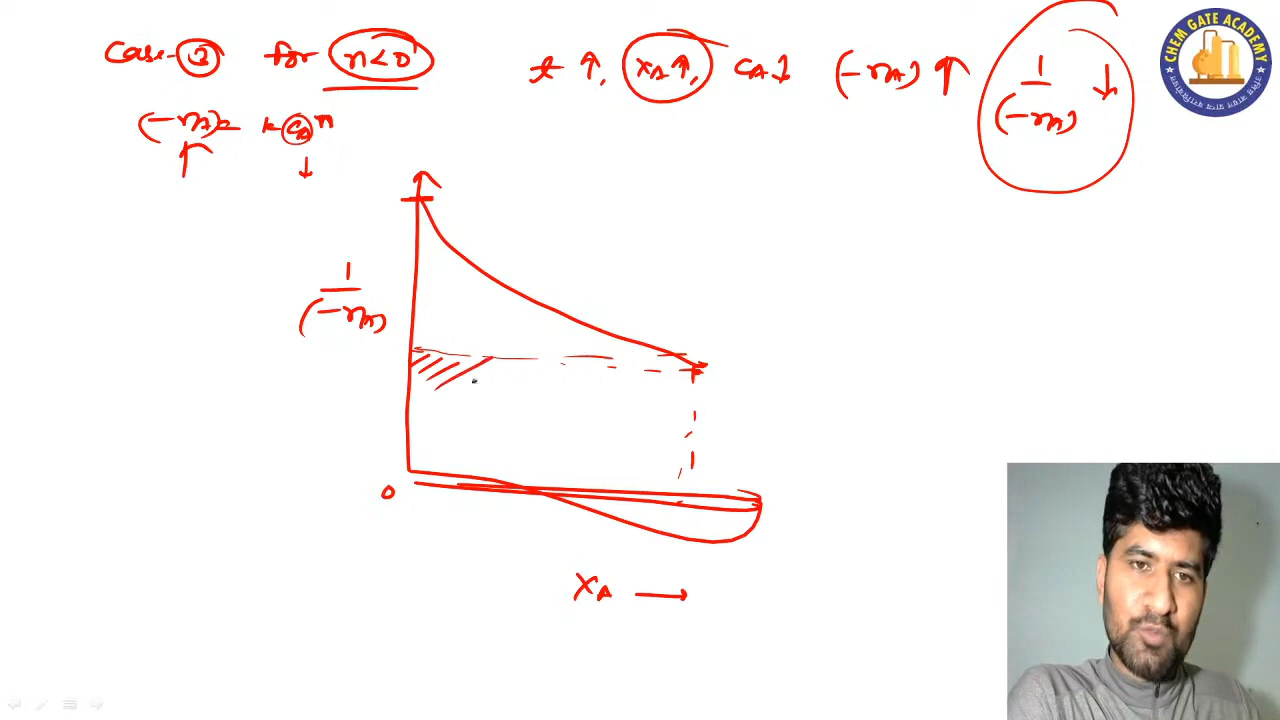 Case-③ for n<0
t ↑, XA ↑, CA ↓ (-rA) ↑ 1/(-rA) ↓
(-rA)= k CA^n
↑ ↓
1/(-rA)
0
XA →
CHEM GATE ACADEMY